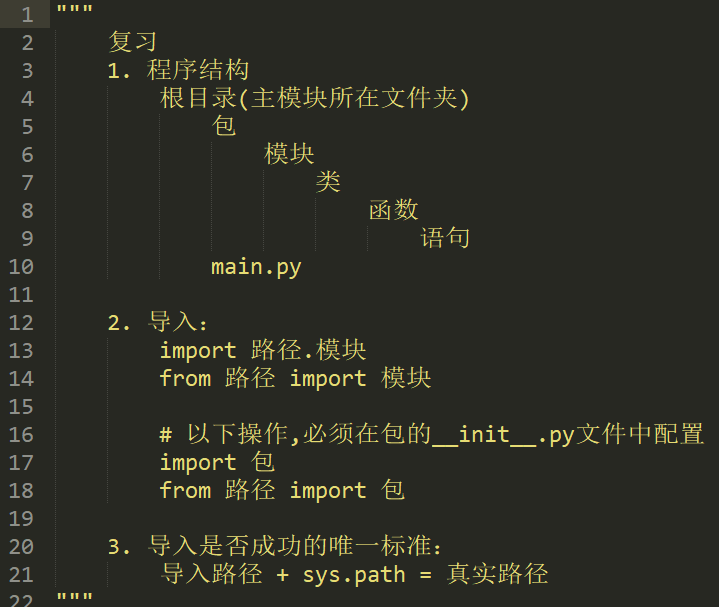 1 """
2 复习
3 1. 程序结构
4 根目录(主模块所在文件夹)
5 包
6 模块
7 类
8 函数
9 语句
10 main.py
11
12 2. 导入:
13 import 路径.模块
14 from 路径 import 模块
15
16 # 以下操作,必须在包的__init__.py文件中配置
17 import 包
18 from 路径 import 包
19
20 3. 导入是否成功的唯一标准:
21 导入路径 + sys.path = 真实路径
22 """